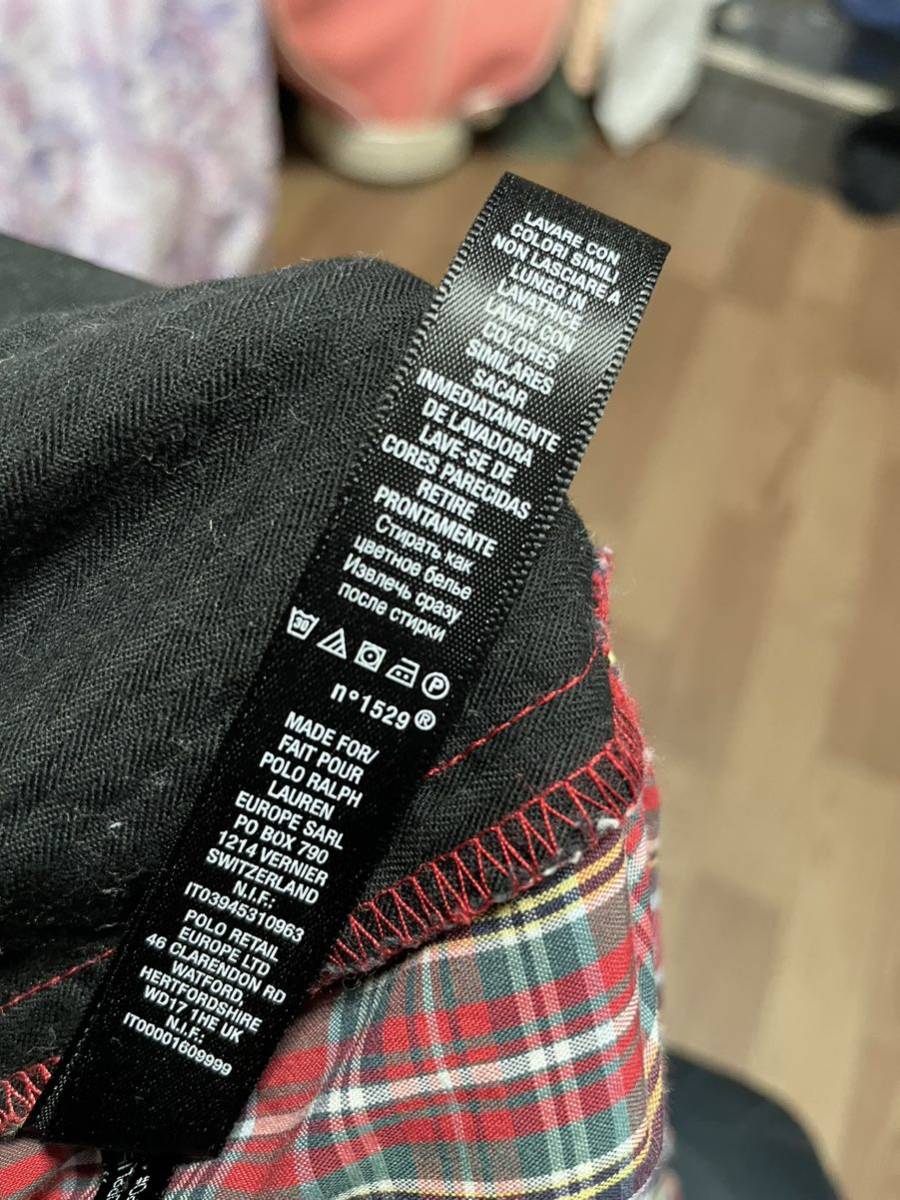 LAVARE CON
COLORI SIMILI
NON LASCIARE A
LUNGO IN
LAVATRICE
LAVAR CON
COLORES
SIMILARES
SACAR
INMEDIATAMENTE
DE LAVADORA
LAVE-SE DE
CORES PARECIDAS
RETIRE
PRONTAMENTE
Стирать как
цветное белье
Извлечь сразу
после стирки
30
P
n°1529®
MADE FOR/
FAIT POUR
POLO RALPH
LAUREN
EUROPE SARL
PO BOX 790
1214 VERNIER
SWITZERLAND
N.I.F.:
IT03945310963
POLO RETAIL
EUROPE LTD
46 CLARENDON RD
WATFORD,
HERTFORDSHIRE
WD17 1HE UK
N.I.F.:
IT00001609999